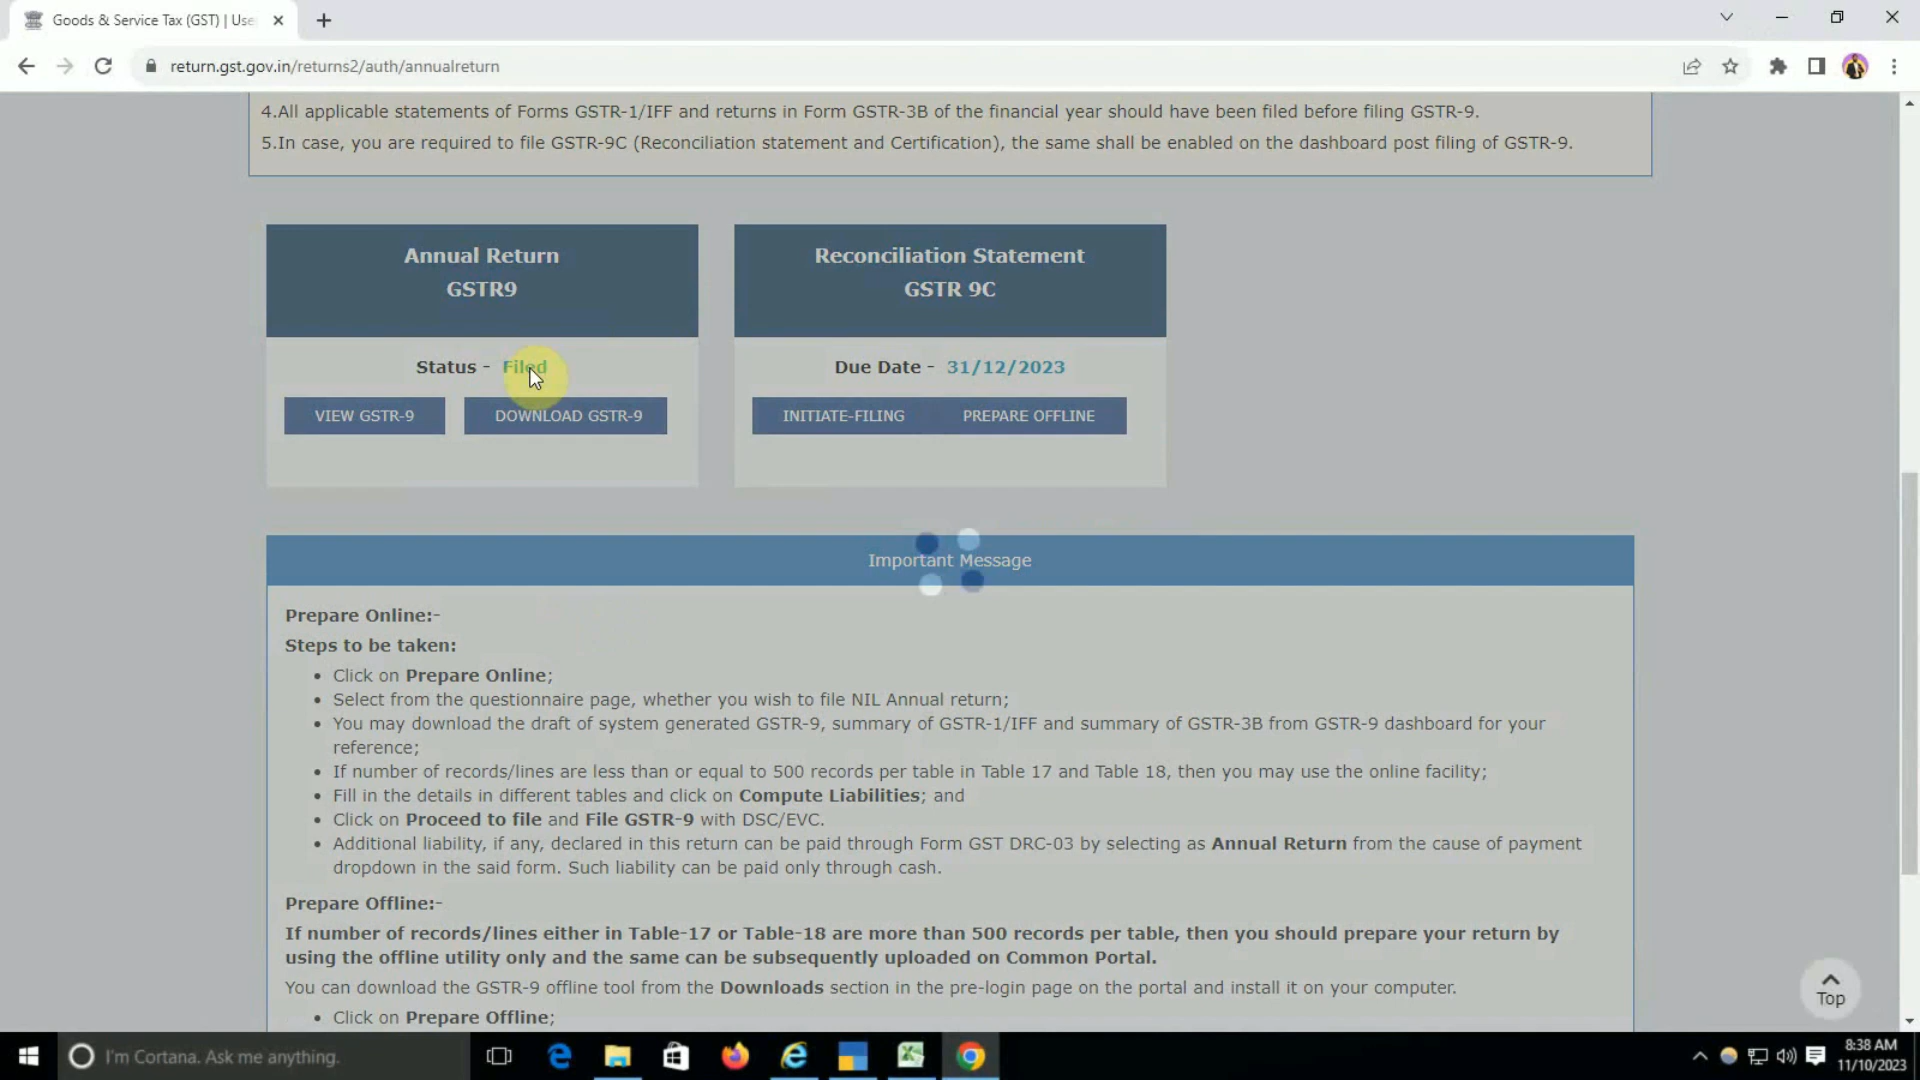 Goods & Service Tax (GST) | Use
return.gst.gov.in/returns2/auth/annualreturn
4.All applicable statements of Forms GSTR-1/IFF and returns in Form GSTR-3B of the financial year should have been filed before filing GSTR-9.
5.In case, you are required to file GSTR-9C (Reconciliation statement and Certification), the same shall be enabled on the dashboard post filing of GSTR-9.
Annual Return
GSTR9
Status - Filed
VIEW GSTR-9
DOWNLOAD GSTR-9
Reconciliation Statement
GSTR 9C
Due Date - 31/12/2023
INITIATE-FILING
PREPARE OFFLINE
Important Message
Prepare Online:-
Steps to be taken:
• Click on Prepare Online;
• Select from the questionnaire page, whether you wish to file NIL Annual return;
• You may download the draft of system generated GSTR-9, summary of GSTR-1/IFF and summary of GSTR-3B from GSTR-9 dashboard for your
reference;
• If number of records/lines are less than or equal to 500 records per table in Table 17 and Table 18, then you may use the online facility;
• Fill in the details in different tables and click on Compute Liabilities; and
• Click on Proceed to file and File GSTR-9 with DSC/EVC.
• Additional liability, if any, declared in this return can be paid through Form GST DRC-03 by selecting as Annual Return from the cause of payment
dropdown in the said form. Such liability can be paid only through cash.
Prepare Offline:-
If number of records/lines either in Table-17 or Table-18 are more than 500 records per table, then you should prepare your return by
using the offline utility only and the same can be subsequently uploaded on Common Portal.
You can download the GSTR-9 offline tool from the Downloads section in the pre-login page on the portal and install it on your computer.
• Click on Prepare Offline;
Top
I'm Cortana. Ask me anything.
8:38 AM
11/10/2023